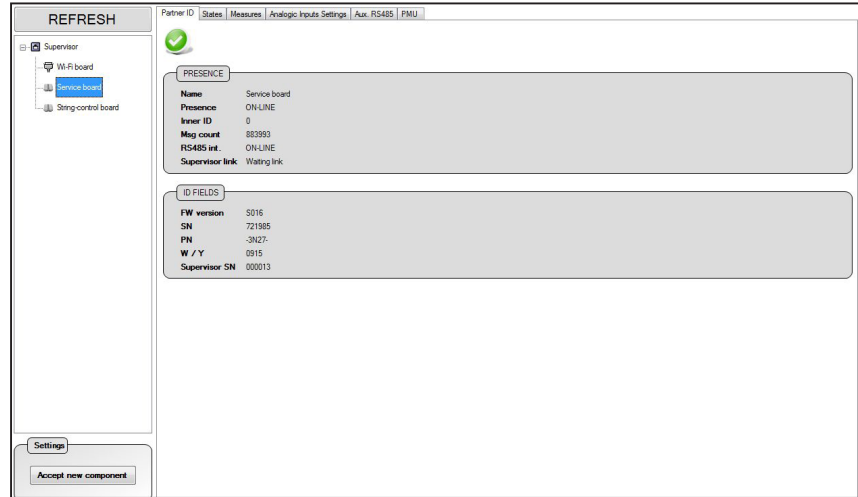 REFRESH
Supervisor
Wi-Fi board
Service board
String-control board
Settings
Accept new component
Partner ID States Measures Analogic Inputs Settings Aux. RS485 PMU
PRESENCE
Name Service board
Presence ON-LINE
Inner ID 0
Msg count 883993
RS485 int. ON-LINE
Supervisor link Waiting link
ID FIELDS
FW version S016
SN 721985
PN -3N27-
W / Y 0915
Supervisor SN 000013